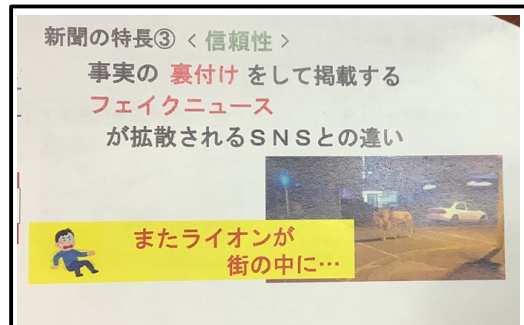 新聞の特長③<信頼性>
事実の 裏付け をして掲載する
フェイクニュース
が拡散されるSNSとの違い
またライオンが
街の中に…